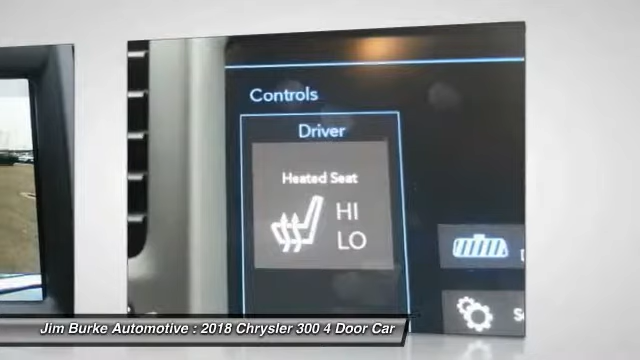 Controls
Driver
Heated Seat
HI
LO
Jim Burke Automotive : 2018 Chrysler 300 4 Door Car